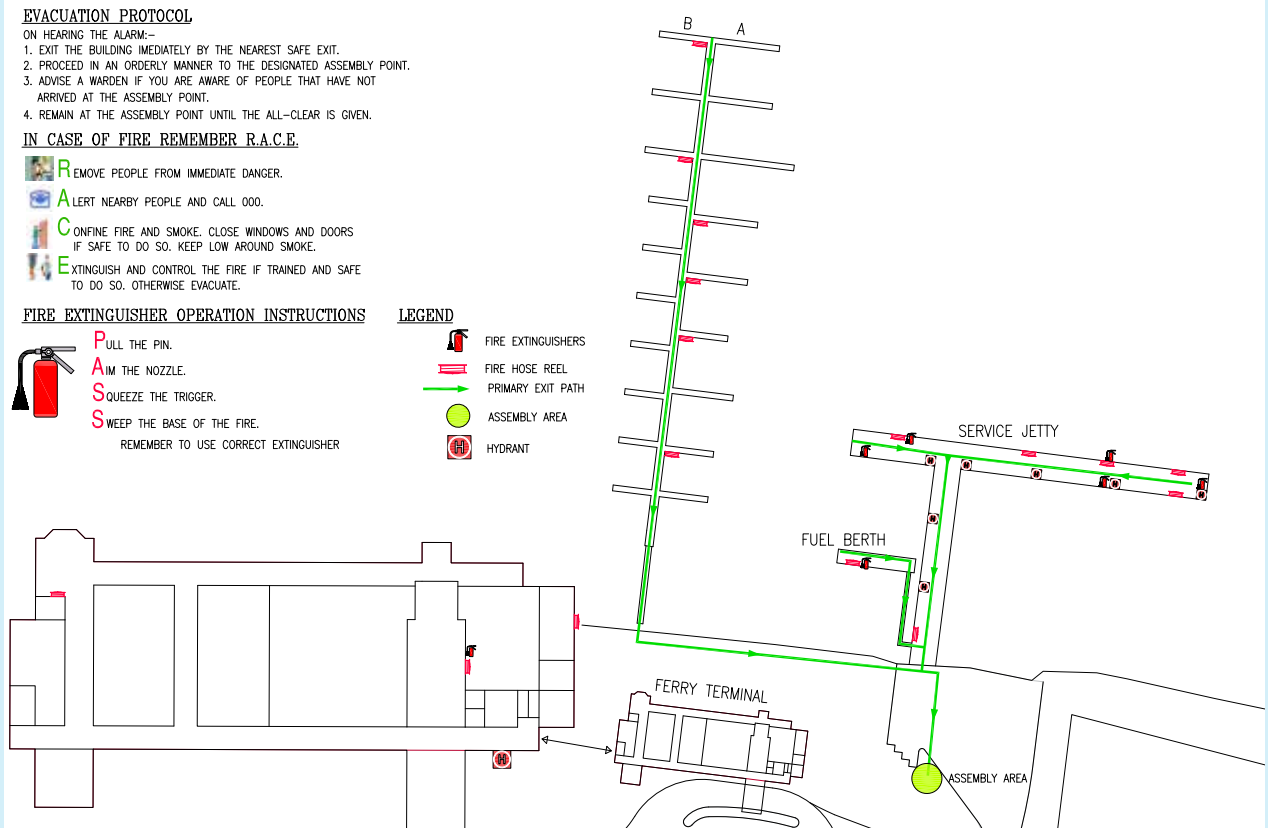 EVACUATION PROTOCOL
ON HEARING THE ALARM:-
1. EXIT THE BUILDING IMEDIATELY BY THE NEAREST SAFE EXIT.
2. PROCEED IN AN ORDERLY MANNER TO THE DESIGNATED ASSEMBLY POINT.
3. ADVISE A WARDEN IF YOU ARE AWARE OF PEOPLE THAT HAVE NOT
ARRIVED AT THE ASSEMBLY POINT.
4. REMAIN AT THE ASSEMBLY POINT UNTIL THE ALL-CLEAR IS GIVEN.
IN CASE OF FIRE REMEMBER R.A.C.E.
REMOVE PEOPLE FROM IMMEDIATE DANGER.
ALERT NEARBY PEOPLE AND CALL 000.
CONFINE FIRE AND SMOKE. CLOSE WINDOWS AND DOORS
IF SAFE TO DO SO. KEEP LOW AROUND SMOKE.
EXTINGUISH AND CONTROL THE FIRE IF TRAINED AND SAFE
TO DO SO. OTHERWISE EVACUATE.
FIRE EXTINGUISHER OPERATION INSTRUCTIONS
PULL THE PIN.
AIM THE NOZZLE.
SQUEEZE THE TRIGGER.
SWEEP THE BASE OF THE FIRE.
REMEMBER TO USE CORRECT EXTINGUISHER
LEGEND
FIRE EXTINGUISHERS
FIRE HOSE REEL
PRIMARY EXIT PATH
ASSEMBLY AREA
H HYDRANT
B A
SERVICE JETTY
H H H H H
H
FUEL BERTH
H
FERRY TERMINAL
H
ASSEMBLY AREA